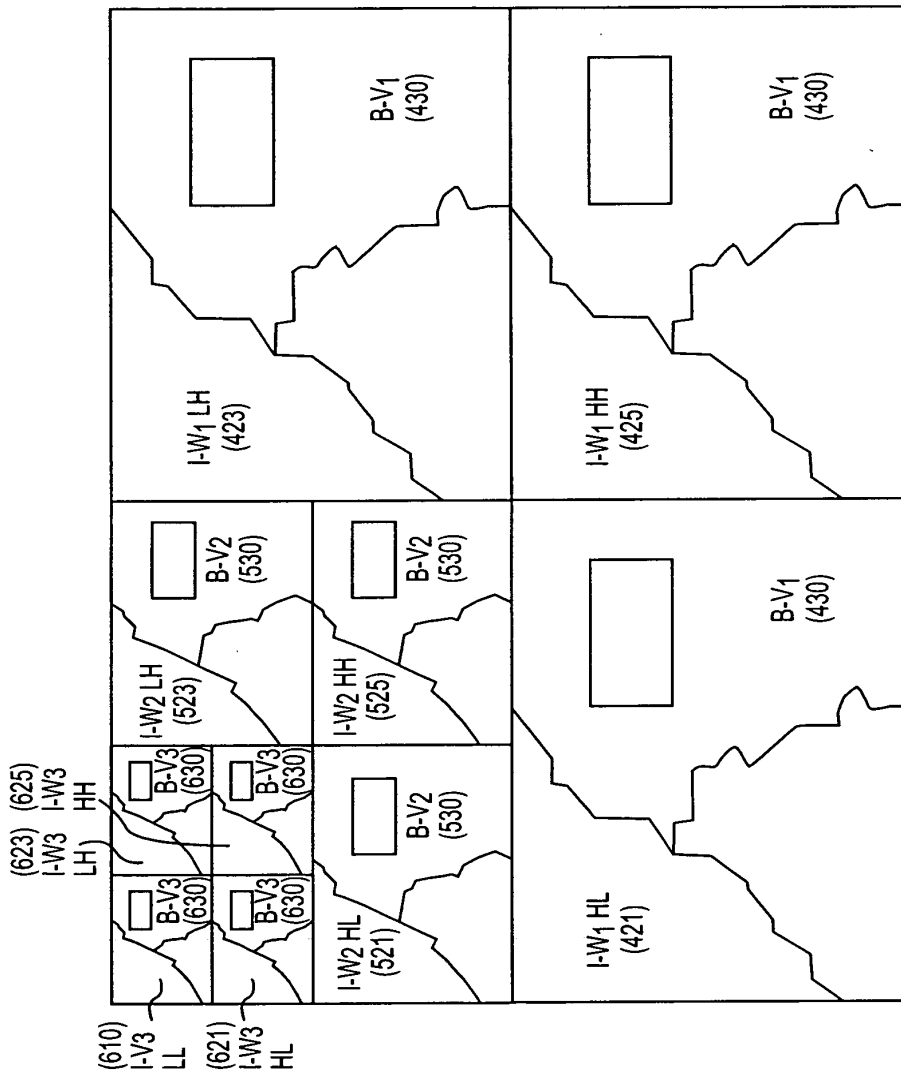 (610)
I-V3
LL
(621)
I-W3
HL
(623)
I-W3
LH
(625)
I-W3
HH
B-V3
(630)
B-V3
(630)
B-V3
(630)
B-V3
(630)
I-W2 HL
(521)
B-V2
(530)
I-W2 LH
(523)
B-V2
(530)
I-W2 HH
(525)
B-V2
(530)
I-W1 HL
(421)
B-V1
(430)
I-W1 LH
(423)
B-V1
(430)
I-W1 HH
(425)
B-V1
(430)